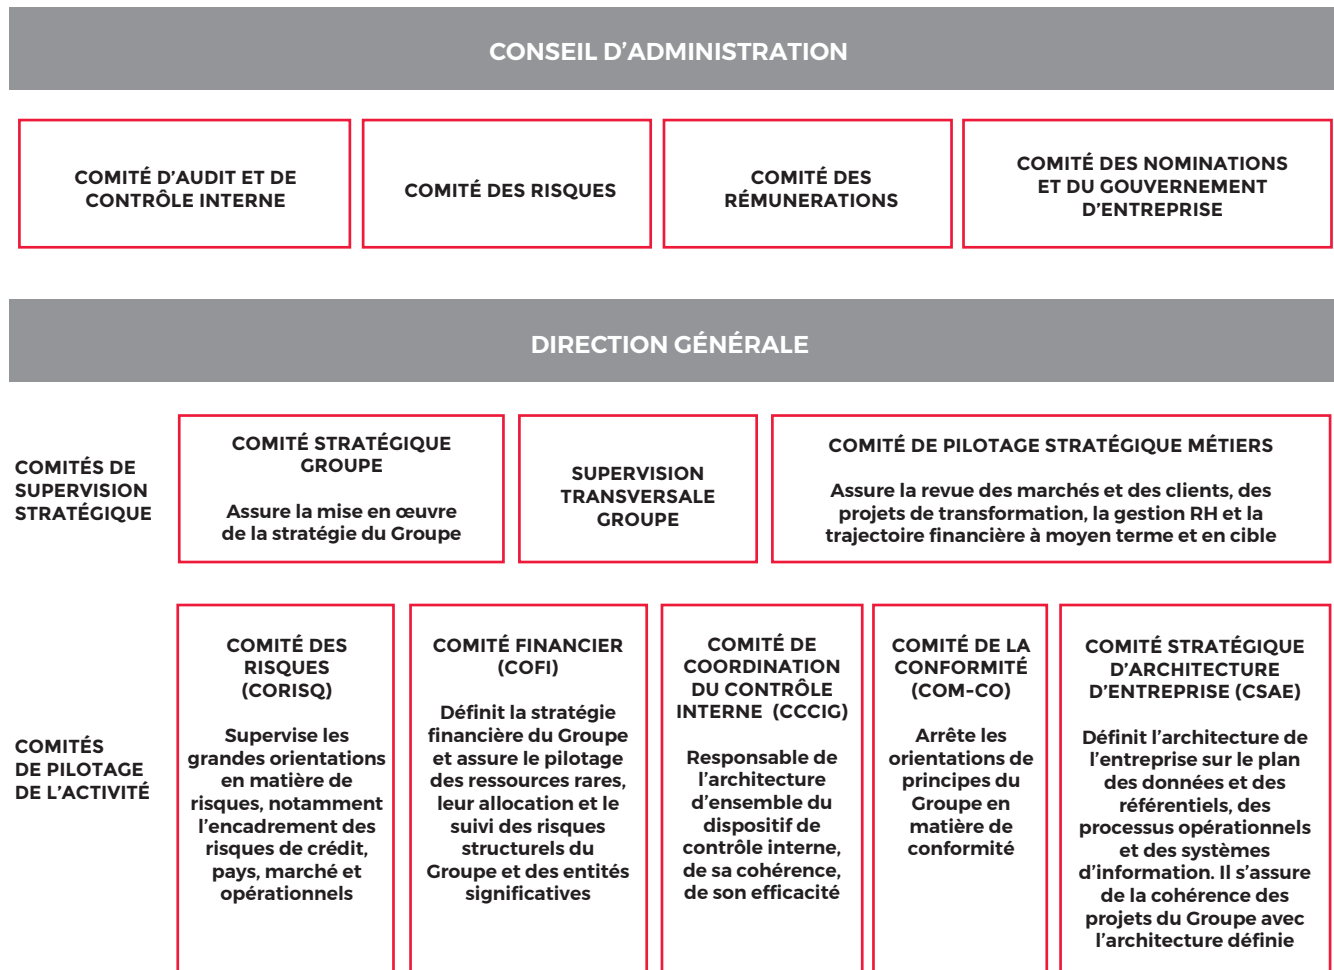 CONSEIL D’ADMINISTRATION
COMITÉ D’AUDIT ET DE
CONTRÔLE INTERNE
COMITÉ DES RISQUES
COMITÉ DES
RÉMUNERATIONS
COMITÉ DES NOMINATIONS
ET DU GOUVERNEMENT
D’ENTREPRISE
DIRECTION GÉNÉRALE
COMITÉS DE
SUPERVISION
STRATÉGIQUE
COMITÉ STRATÉGIQUE
GROUPE
Assure la mise en œuvre
de la stratégie du Groupe
SUPERVISION
TRANSVERSALE
GROUPE
COMITÉ DE PILOTAGE STRATÉGIQUE MÉTIERS
Assure la revue des marchés et des clients, des
projets de transformation, la gestion RH et la
trajectoire financière à moyen terme et en cible
COMITÉS
DE PILOTAGE
DE L’ACTIVITÉ
COMITÉ DES
RISQUES
(CORISQ)
Supervise les
grandes orientations
en matière de
risques, notamment
l’encadrement des
risques de crédit,
pays, marché et
opérationnels
COMITÉ FINANCIER
(COFI)
Définit la stratégie
financière du Groupe
et assure le pilotage
des ressources rares,
leur allocation et le
suivi des risques
structurels du
Groupe et des entités
significatives
COMITÉ DE
COORDINATION
DU CONTRÔLE
INTERNE (CCCIG)
Responsable de
l’architecture
d’ensemble du
dispositif de
contrôle interne,
de sa cohérence,
de son efficacité
COMITÉ DE LA
CONFORMITÉ
(COM-CO)
Arrête les
orientations de
principes du
Groupe en
matière de
conformité
COMITÉ STRATÉGIQUE
D’ARCHITECTURE
D’ENTREPRISE (CSAE)
Définit l’architecture de
l’entreprise sur le plan
des données et des
référentiels, des
processus opérationnels
et des systèmes
d’information. Il s’assure
de la cohérence des
projets du Groupe avec
l’architecture définie